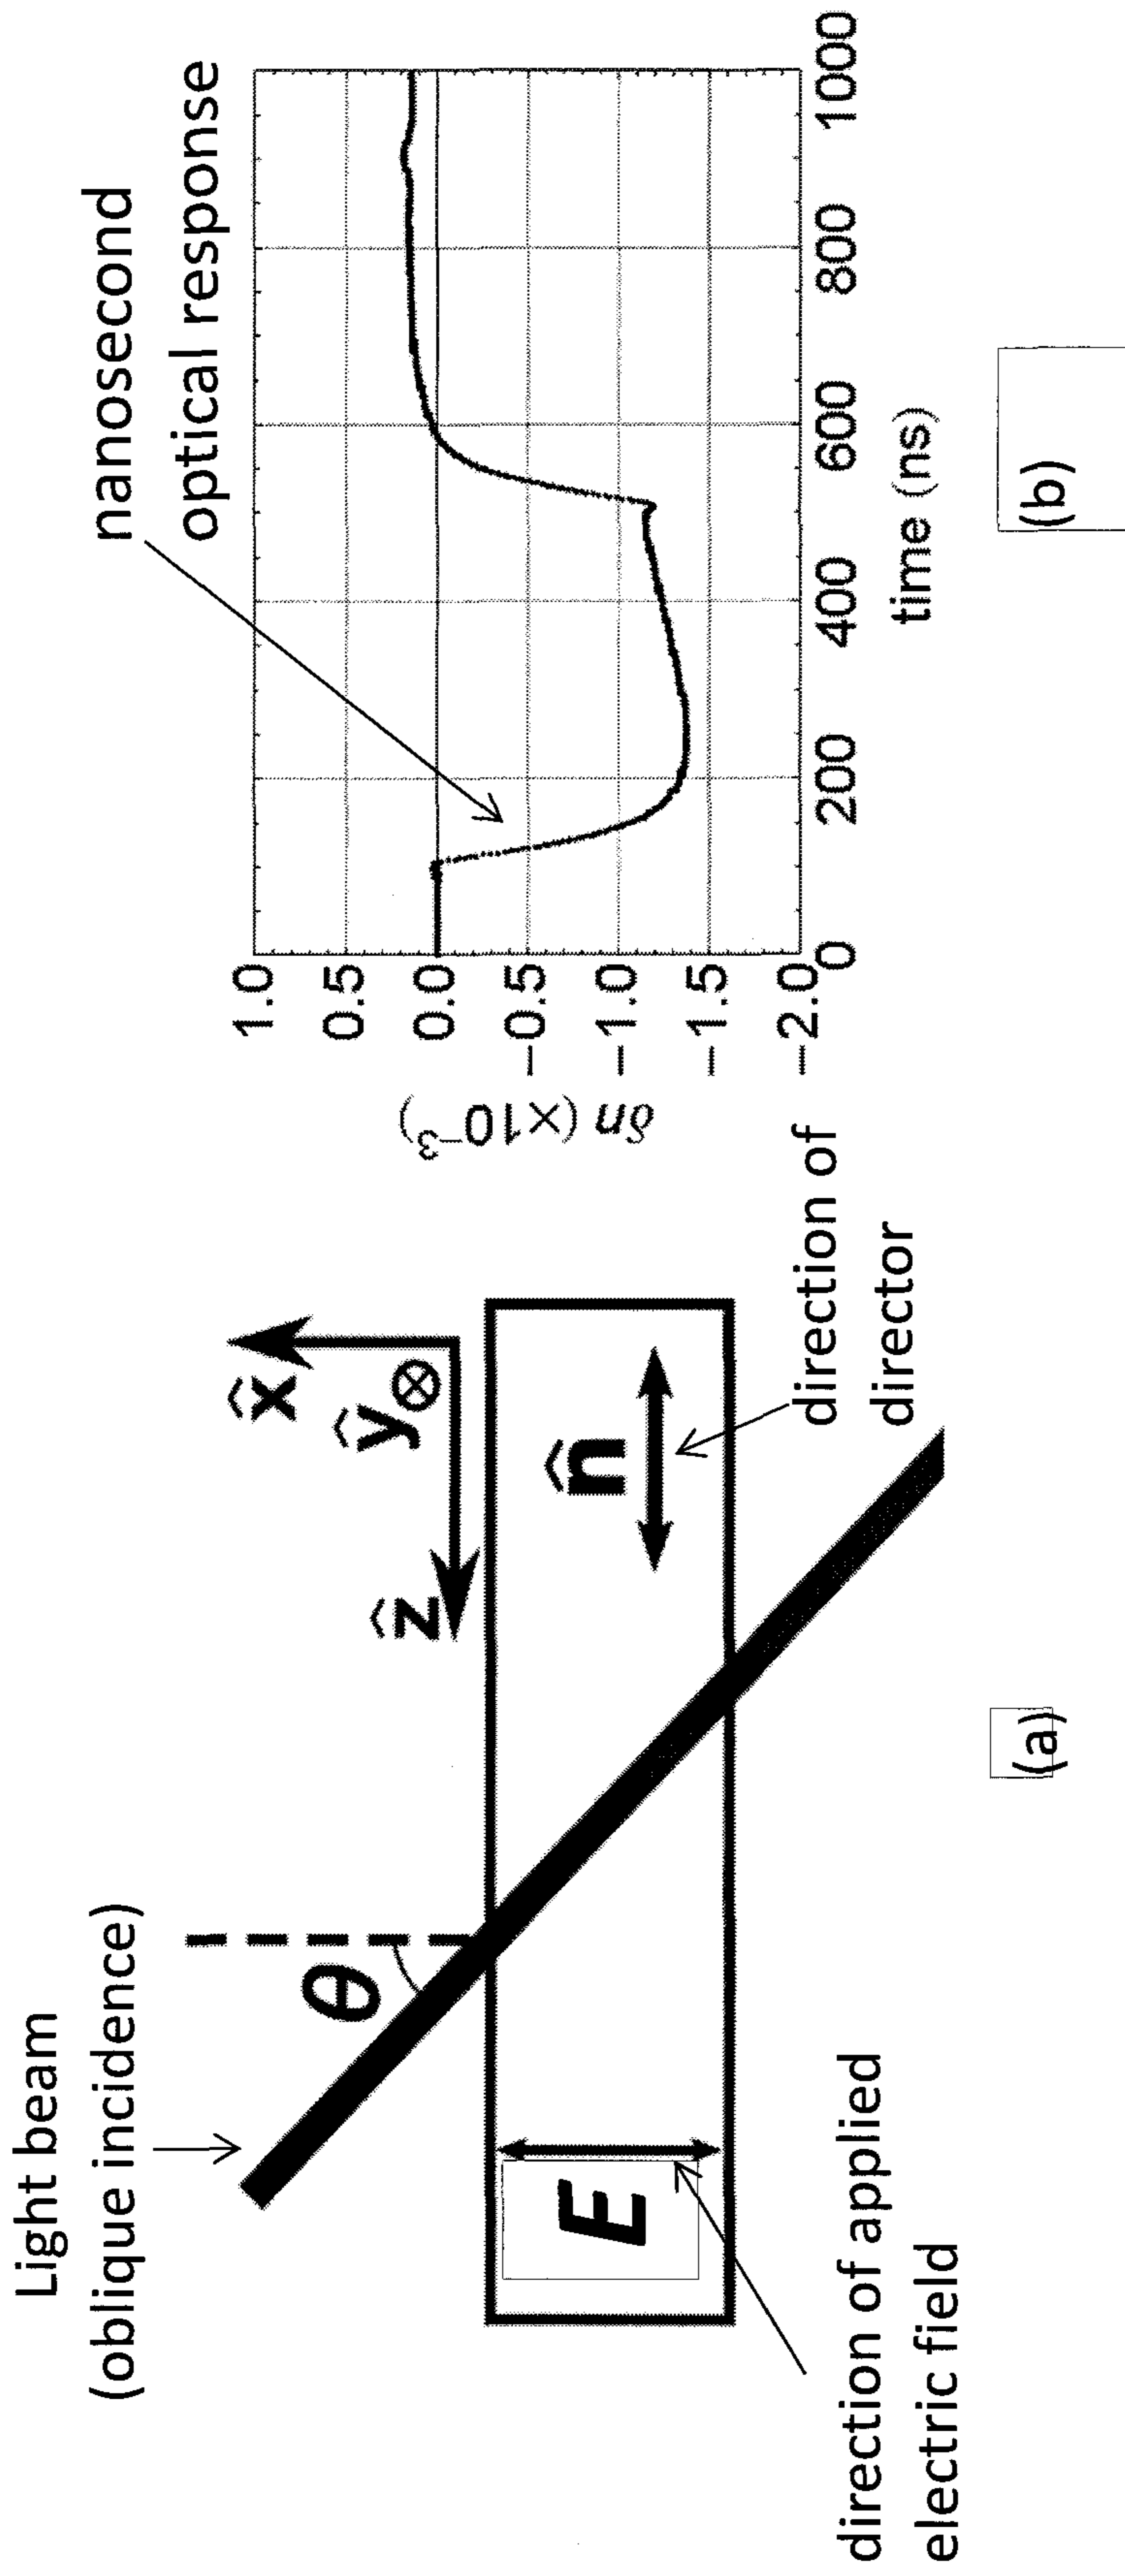 Light beam
(oblique incidence)
θ
x̂
ŷ
ẑ
n̂
E
direction of applied
electric field
direction of
director
(a)
nanosecond
optical response
δn (×10⁻³)
1.0
0.5
0.0
−0.5
−1.0
−1.5
−2.0
0
200
400
600
800
1000
time (ns)
(b)